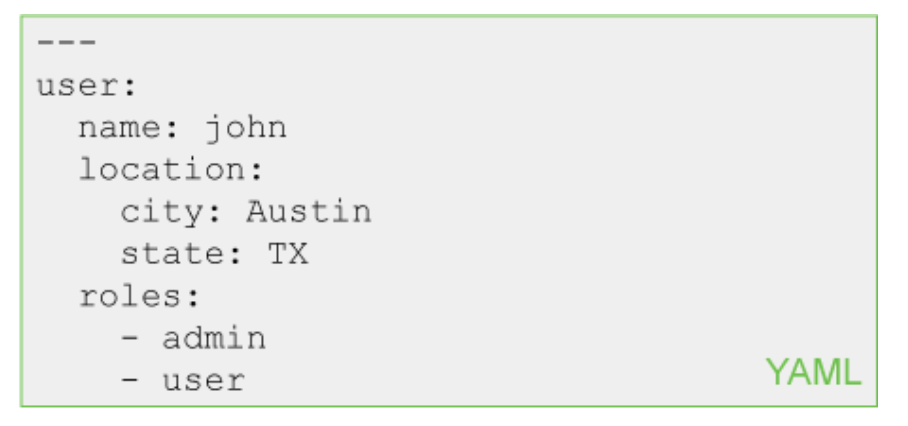 ---
user:
  name: john
  location:
    city: Austin
    state: TX
  roles:
    - admin
    - user
YAML